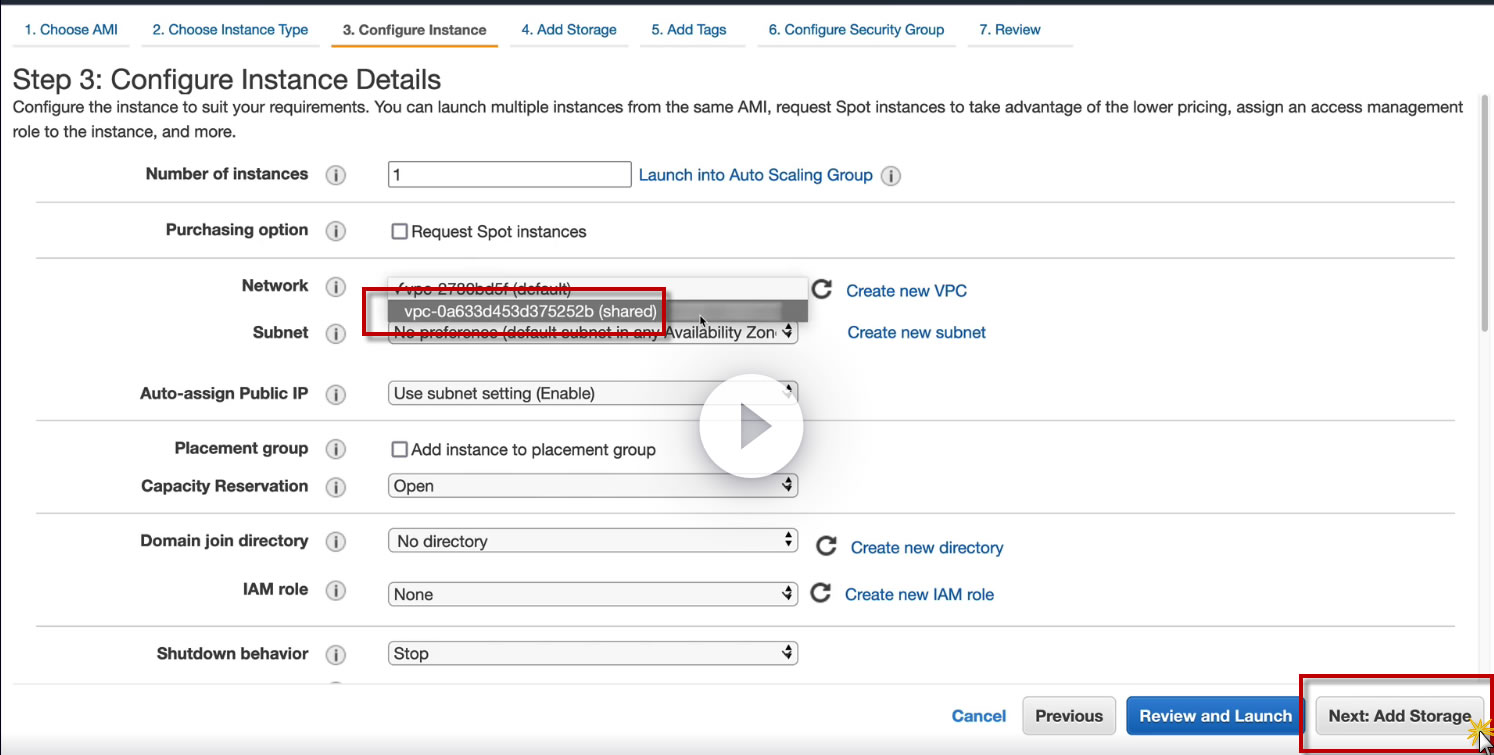 1. Choose AMI 2. Choose Instance Type 3. Configure Instance 4. Add Storage 5. Add Tags 6. Configure Security Group 7. Review
Step 3: Configure Instance Details
Configure the instance to suit your requirements. You can launch multiple instances from the same AMI, request Spot instances to take advantage of the lower pricing, assign an access management
role to the instance, and more.
Number of instances 1 Launch into Auto Scaling Group
Purchasing option Request Spot instances
Network (default) Create new VPC
vpc-0a633d453d375252b (shared)
Subnet No preference (default subnet in any Availability Zon Create new subnet
Auto-assign Public IP Use subnet setting (Enable)
Placement group Add instance to placement group
Capacity Reservation Open
Domain join directory No directory Create new directory
IAM role None Create new IAM role
Shutdown behavior Stop
Cancel Previous Review and Launch Next: Add Storage